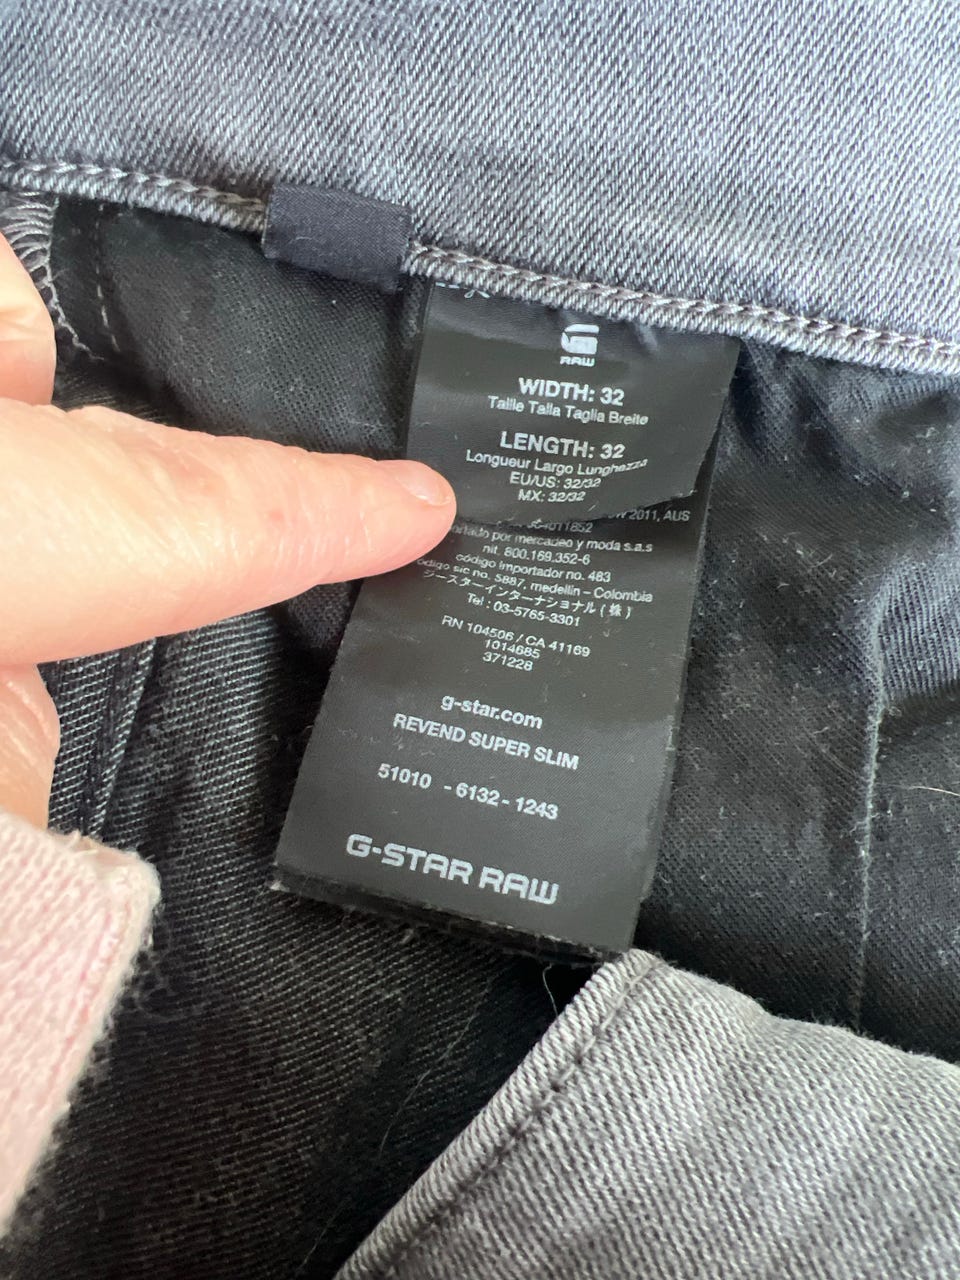 RAW
WIDTH: 32
Taille Talla Taglia Breite
LENGTH: 32
Longueur Largo Lunghezza
EU/US: 32/32
MX: 32/32
2011, AUS
por mercadeo y moda s.a.s
nit. 800.169.352-6
código importador no. 463
sic no. 5887, medellin - Colombia
ジースターインターナショナル(株)
Tel : 03-5765-3301
RN 104506 / CA 41169
1014685
371228
g-star.com
REVEND SUPER SLIM
51010 - 6132 - 1243
G-STAR RAW